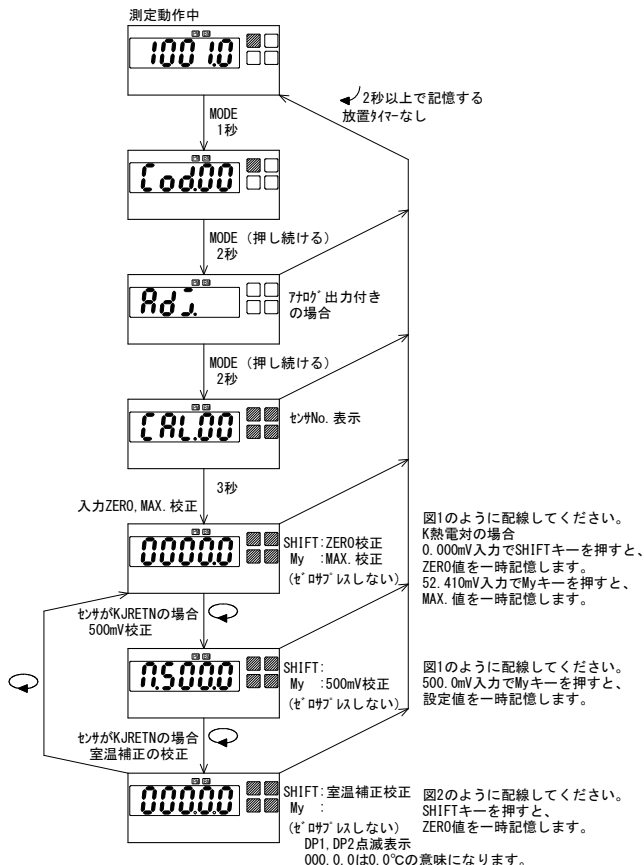 測定動作中
1001.0
2秒以上で記憶する
放置ﾀｲﾏｰなし
MODE
1秒
Cod.00
MODE (押し続ける)
2秒
Adj.
ｱﾅﾛｸﾞ出力付き
の場合
MODE (押し続ける)
2秒
CAL.00
ｾﾝｻNo.表示
3秒
入力ZERO,MAX.校正
0000.0
SHIFT:ZERO校正
My :MAX.校正
(ｾﾞﾛｻﾌﾟﾚｽしない)
図1のように配線してください。
K熱電対の場合
0.000mV入力でSHIFTキーを押すと、
ZERO値を一時記憶します。
52.410mV入力でMyキーを押すと、
MAX.値を一時記憶します。
ｾﾝｻがKJRETNの場合
500mV校正
n.500.0
SHIFT:
My :500mV校正
(ｾﾞﾛｻﾌﾟﾚｽしない)
図1のように配線してください。
500.0mV入力でMyキーを押すと、
設定値を一時記憶します。
ｾﾝｻがKJRETNの場合
室温補正の校正
000.0.0
SHIFT:室温補正校正
My :
(ｾﾞﾛｻﾌﾟﾚｽしない)
DP1,DP2点滅表示
000.0.0は0.0℃の意味になります。
図2のように配線してください。
SHIFTキーを押すと、
ZERO値を一時記憶します。